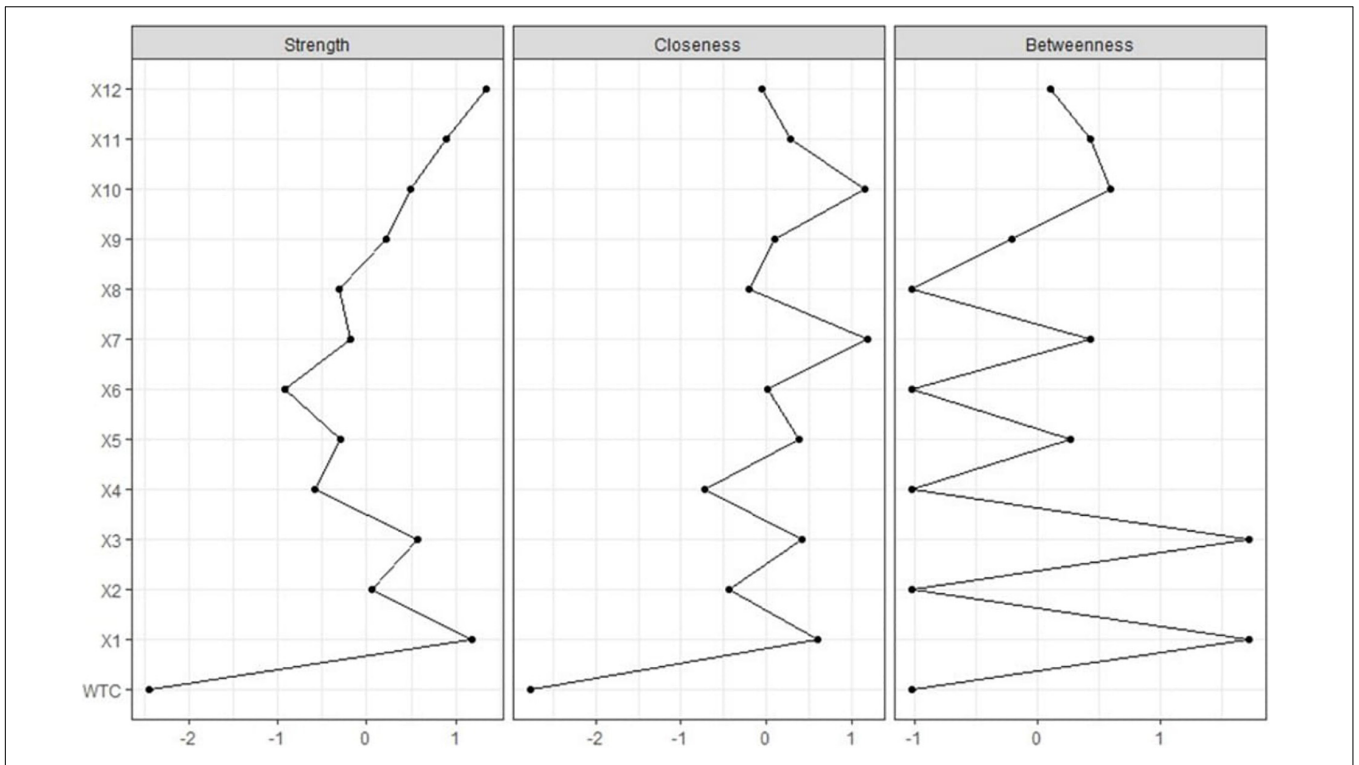 Strength Closeness Betweenness
X12
X11
X10
X9
X8
X7
X6
X5
X4
X3
X2
X1
WTC
-2 -1 0 1 -2 -1 0 1 -1 0 1